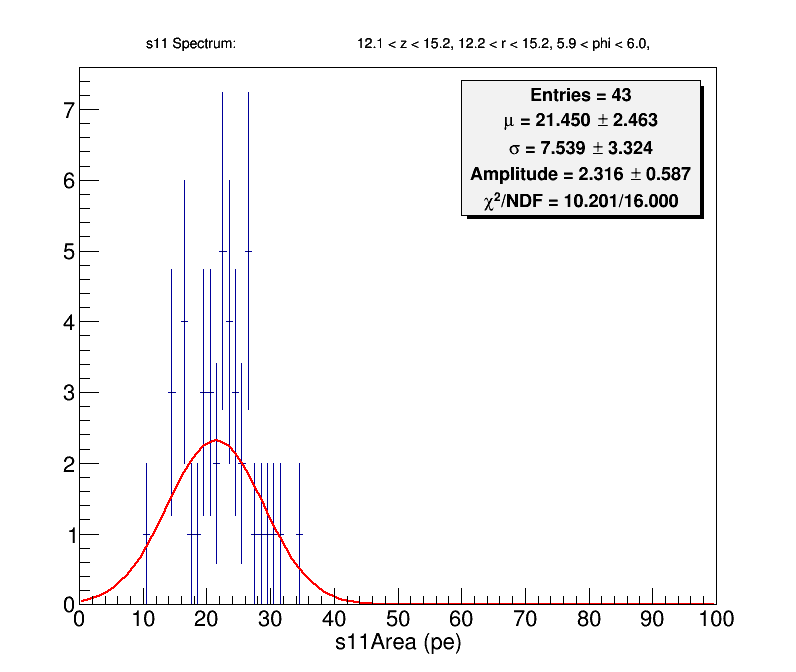 s11 Spectrum: 12.1 < z < 15.2, 12.2 < r < 15.2, 5.9 < phi < 6.0,
Entries = 43
μ = 21.450 ± 2.463
σ = 7.539 ± 3.324
Amplitude = 2.316 ± 0.587
χ²/NDF = 10.201/16.000
7
6
5
4
3
2
1
0
0 10 20 30 40 50 60 70 80 90 100
s11Area (pe)